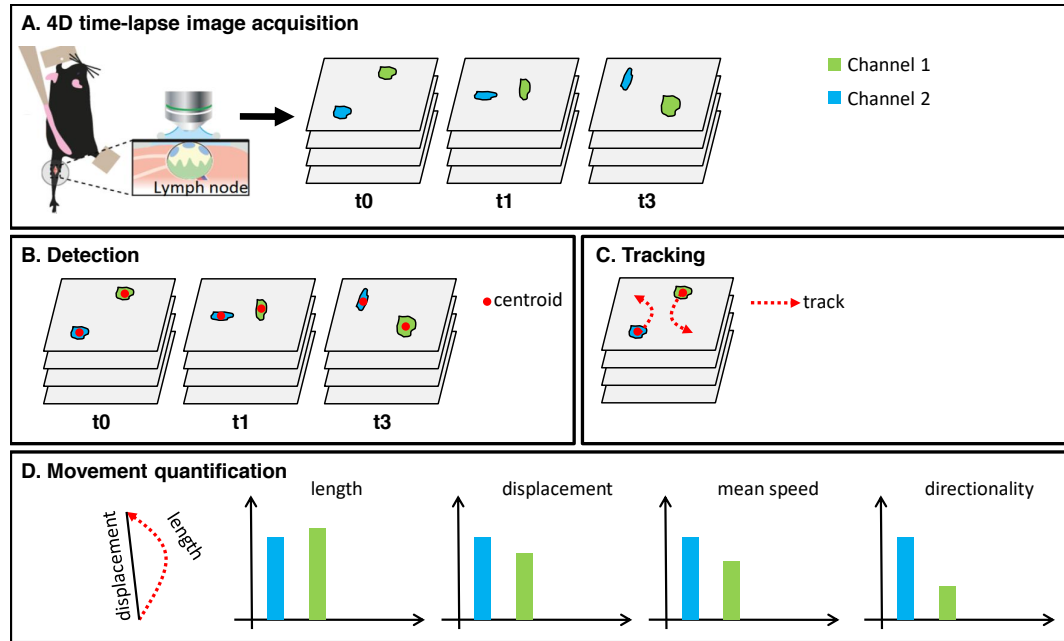 A. 4D time-lapse image acquisition
Lymph node
t0
t1
t3
Channel 1
Channel 2
B. Detection
centroid
t0
t1
t3
C. Tracking
track
D. Movement quantification
displacement
length
length
displacement
mean speed
directionality